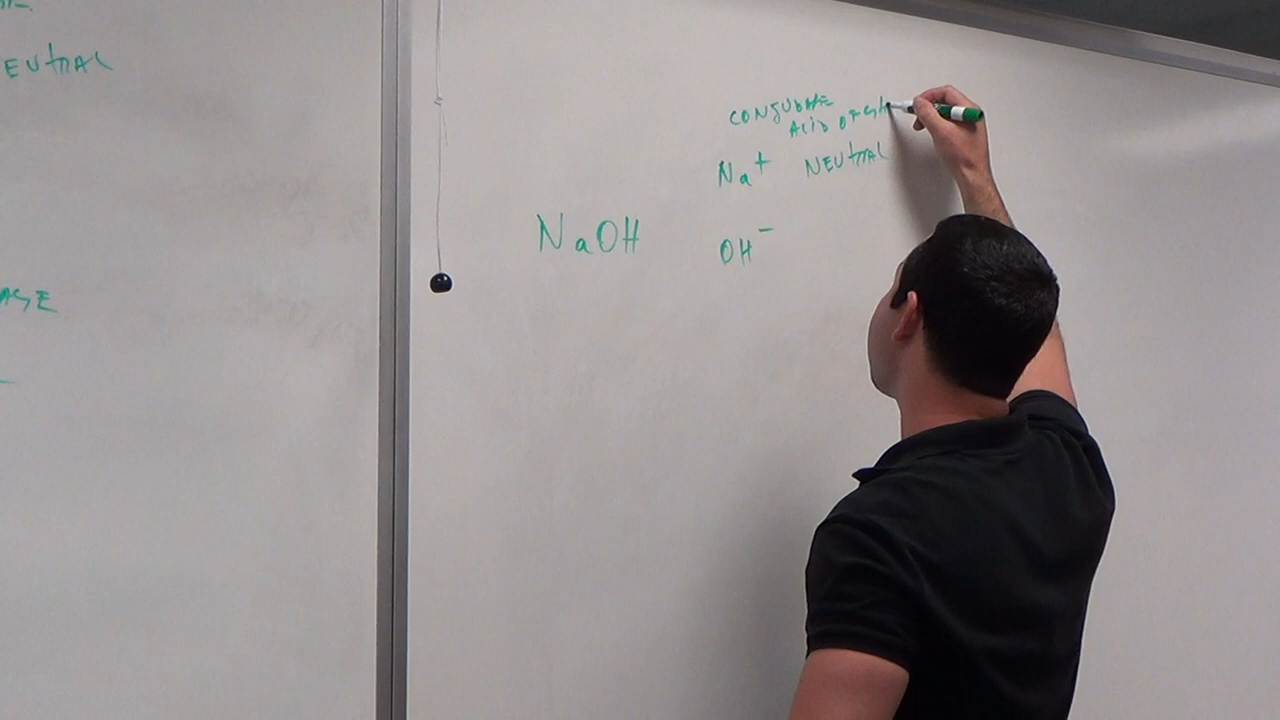 EUTRAL
CONJUGATE
ACID OF
Na+ NEUTRAL
NaOH OH−
ASE